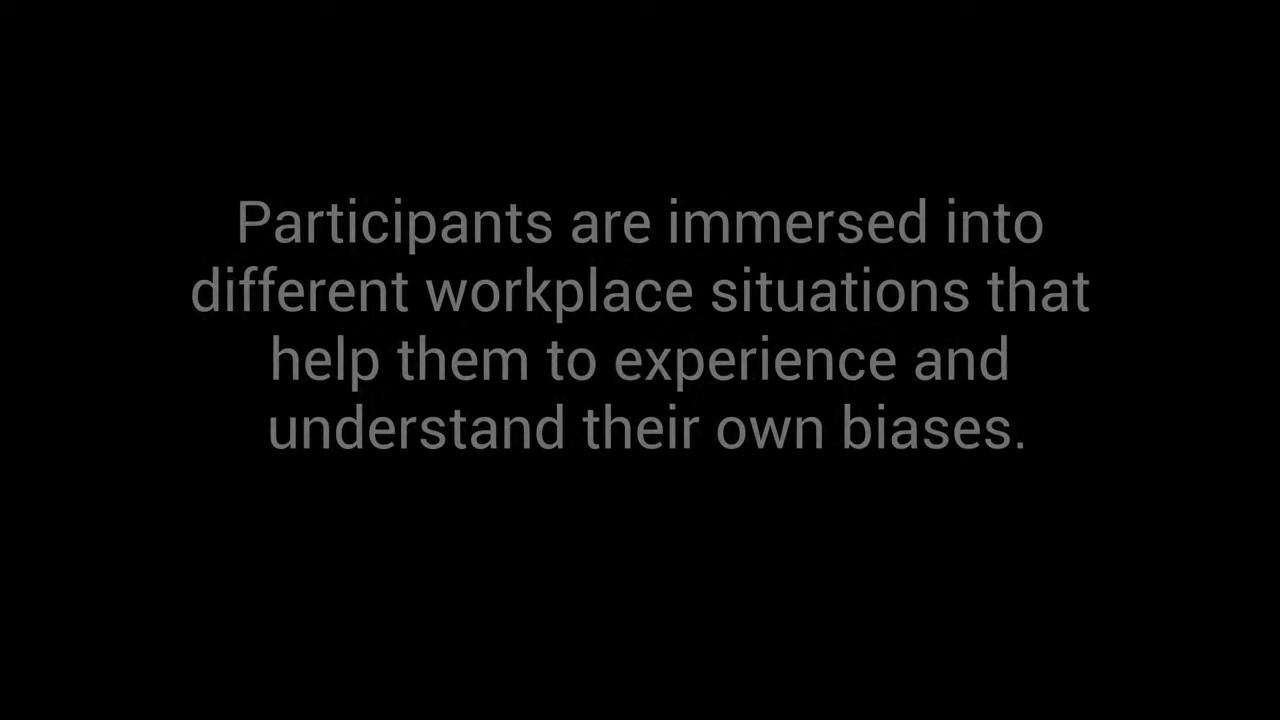 Participants are immersed into
different workplace situations that
help them to experience and
understand their own biases.